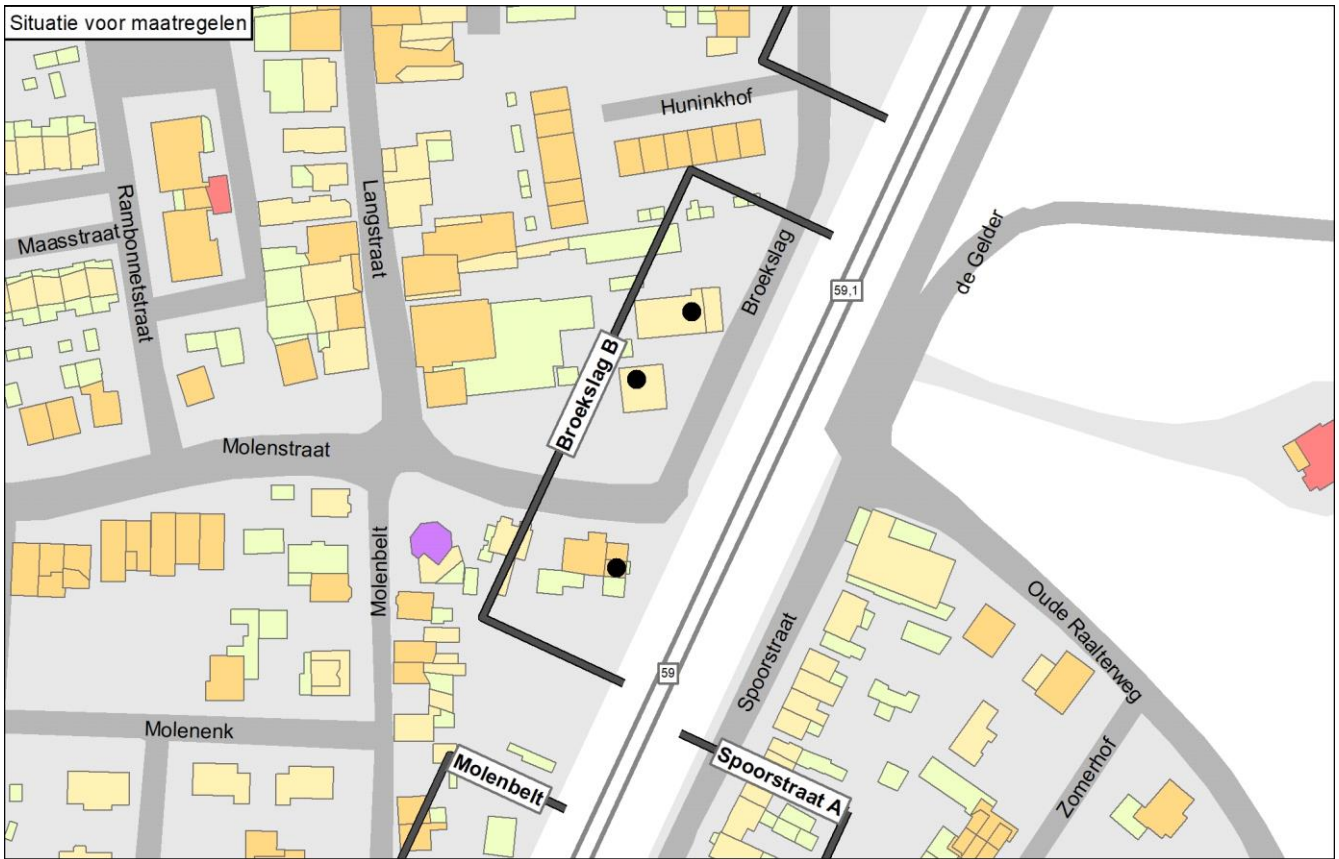 Situatie voor maatregelen
Huninkhof
Langstraat
Rambonnetstraat
Maasstraat
de Gelder
Broekslag
59,1
Broekslag B
Molenstraat
Molenbelt
Oude Raalterweg
59
Spoorstraat
Molenenk
Molenbelt
Spoorstraat A
Zomerhof